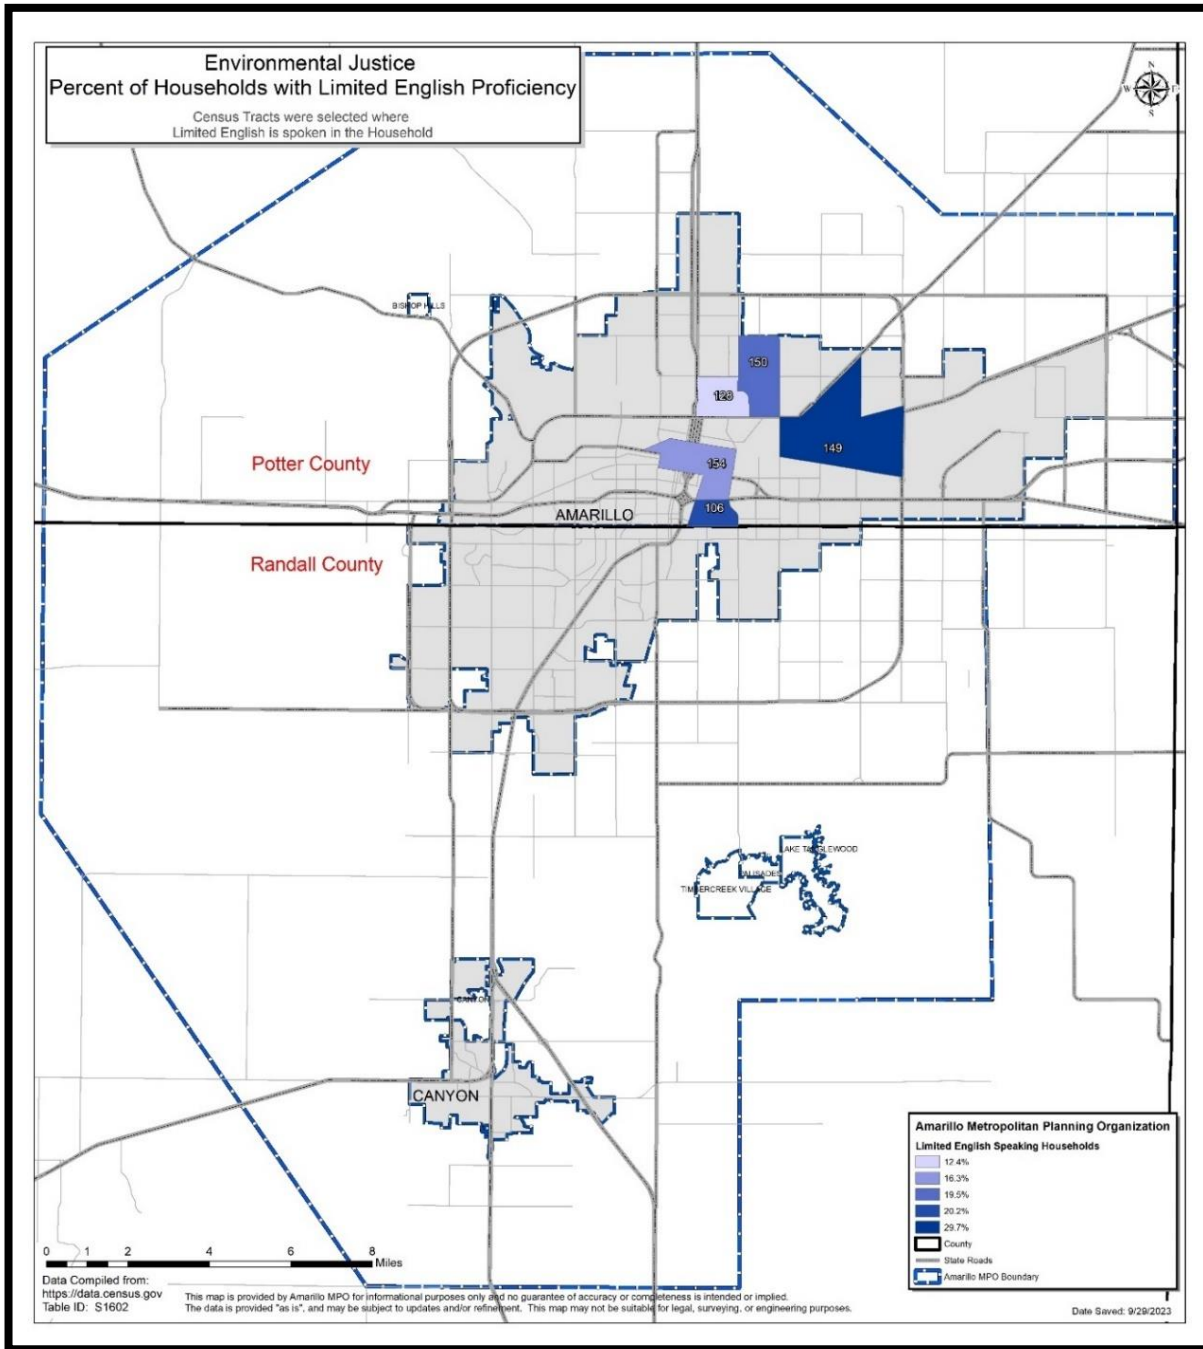 Environmental Justice
Percent of Households with Limited English Proficiency
Census Tracts were selected where
Limited English is spoken in the Household
N
W
E
S
BISHOP HILLS
150
128
149
154
106
Potter County
AMARILLO
Randall County
LAKE TANGLEWOOD
PALISADES
TIMBERCREEK VILLAGE
CANYON
CANYON
Amarillo Metropolitan Planning Organization
Limited English Speaking Households
12.4%
16.3%
19.5%
20.2%
29.7%
County
State Roads
Amarillo MPO Boundary
0 1 2 4 6 8
Miles
Data Compiled from:
https://data.census.gov
Table ID: S1602
This map is provided by Amarillo MPO for informational purposes only and no guarantee of accuracy or completeness is intended or implied.
The data is provided "as is", and may be subject to updates and/or refinement. This map may not be suitable for legal, surveying, or engineering purposes.
Date Saved: 9/29/2023